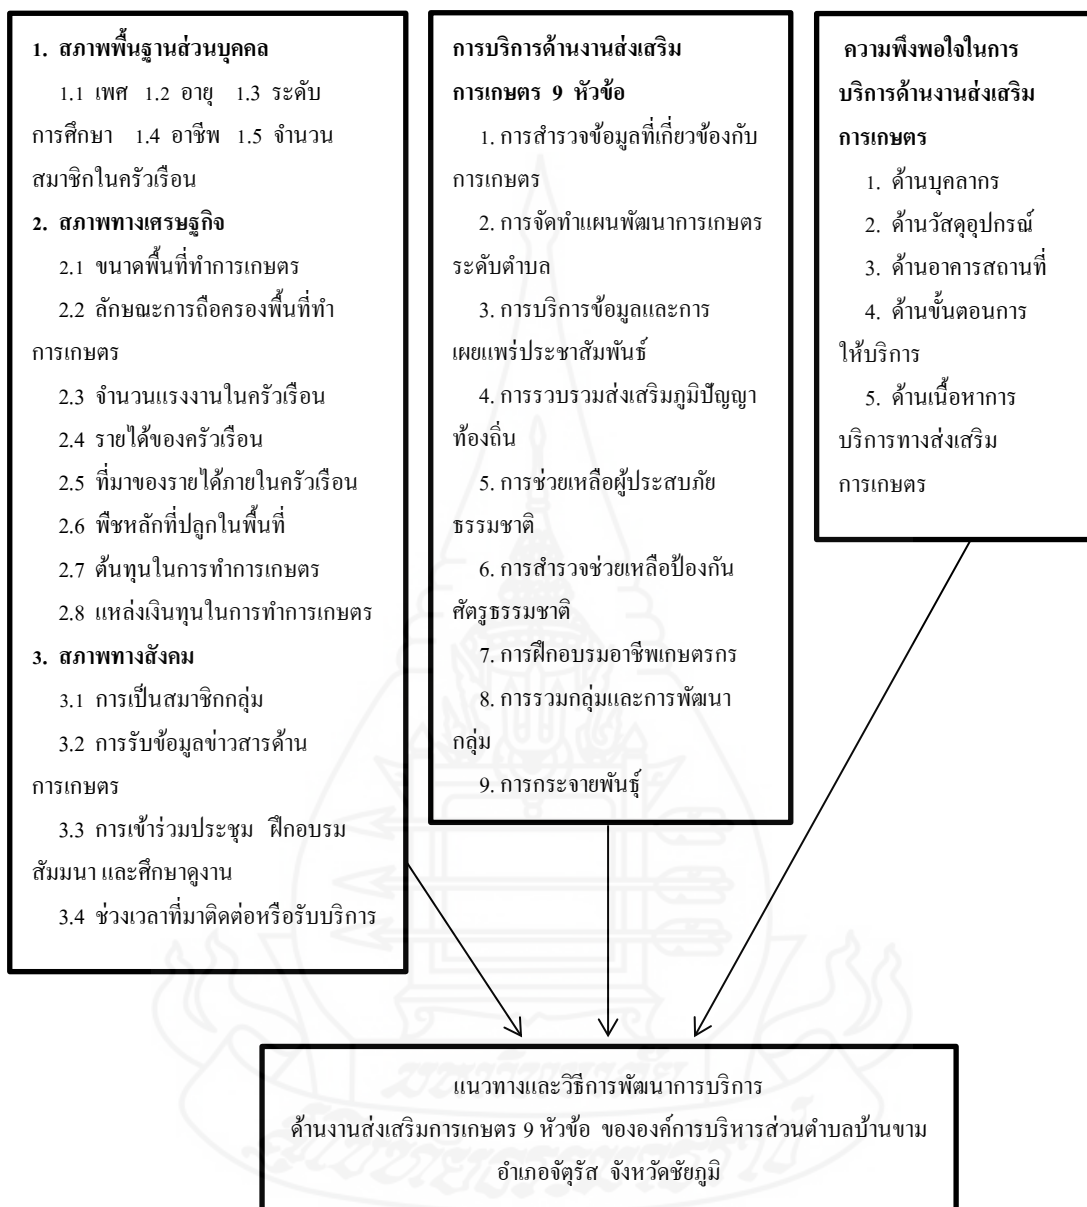 1. สภาพพื้นฐานส่วนบุคคล
1.1 เพศ 1.2 อายุ 1.3 ระดับ
การศึกษา 1.4 อาชีพ 1.5 จำนวน
สมาชิกในครัวเรือน
2. สภาพทางเศรษฐกิจ
2.1 ขนาดพื้นที่ทำการเกษตร
2.2 ลักษณะการถือครองพื้นที่ทำ
การเกษตร
2.3 จำนวนแรงงานในครัวเรือน
2.4 รายได้ของครัวเรือน
2.5 ที่มาของรายได้ภายในครัวเรือน
2.6 พืชหลักที่ปลูกในพื้นที่
2.7 ต้นทุนในการทำการเกษตร
2.8 แหล่งเงินทุนในการทำการเกษตร
3. สภาพทางสังคม
3.1 การเป็นสมาชิกกลุ่ม
3.2 การรับข้อมูลข่าวสารด้าน
การเกษตร
3.3 การเข้าร่วมประชุม ฝึกอบรม
สัมมนา และศึกษาดูงาน
3.4 ช่วงเวลาที่มาติดต่อหรือรับบริการ
การบริการด้านงานส่งเสริม
การเกษตร 9 หัวข้อ
1. การสำรวจข้อมูลที่เกี่ยวข้องกับ
การเกษตร
2. การจัดทำแผนพัฒนาการเกษตร
ระดับตำบล
3. การบริการข้อมูลและการ
เผยแพร่ประชาสัมพันธ์
4. การรวบรวมส่งเสริมภูมิปัญญา
ท้องถิ่น
5. การช่วยเหลือผู้ประสบภัย
ธรรมชาติ
6. การสำรวจช่วยเหลือป้องกัน
ศัตรูธรรมชาติ
7. การฝึกอบรมอาชีพเกษตรกร
8. การรวมกลุ่มและการพัฒนา
กลุ่ม
9. การกระจายพันธุ์
ความพึงพอใจในการ
บริการด้านงานส่งเสริม
การเกษตร
1. ด้านบุคลากร
2. ด้านวัสดุอุปกรณ์
3. ด้านอาคารสถานที่
4. ด้านขั้นตอนการ
ให้บริการ
5. ด้านเนื้อหาการ
บริการทางส่งเสริม
การเกษตร
แนวทางและวิธีการพัฒนาการบริการ
ด้านงานส่งเสริมการเกษตร 9 หัวข้อ ขององค์การบริหารส่วนตำบลบ้านขาม
อำเภอจัตุรัส จังหวัดชัยภูมิ